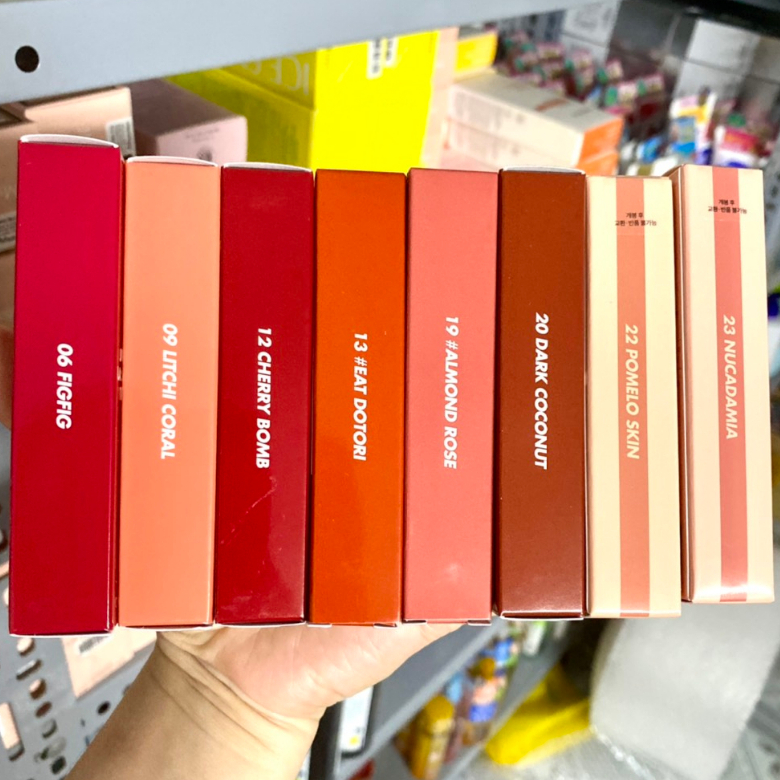 06 FIGFIG
09 LITCHI CORAL
12 CHERRY BOMB
13 #EAT DOTORI
19 #ALMOND ROSE
20 DARK COCONUT
개봉 후
교환·반품 불가능
22 POMELO SKIN
개봉 후
교환·반품 불가능
23 NUCADAMIA